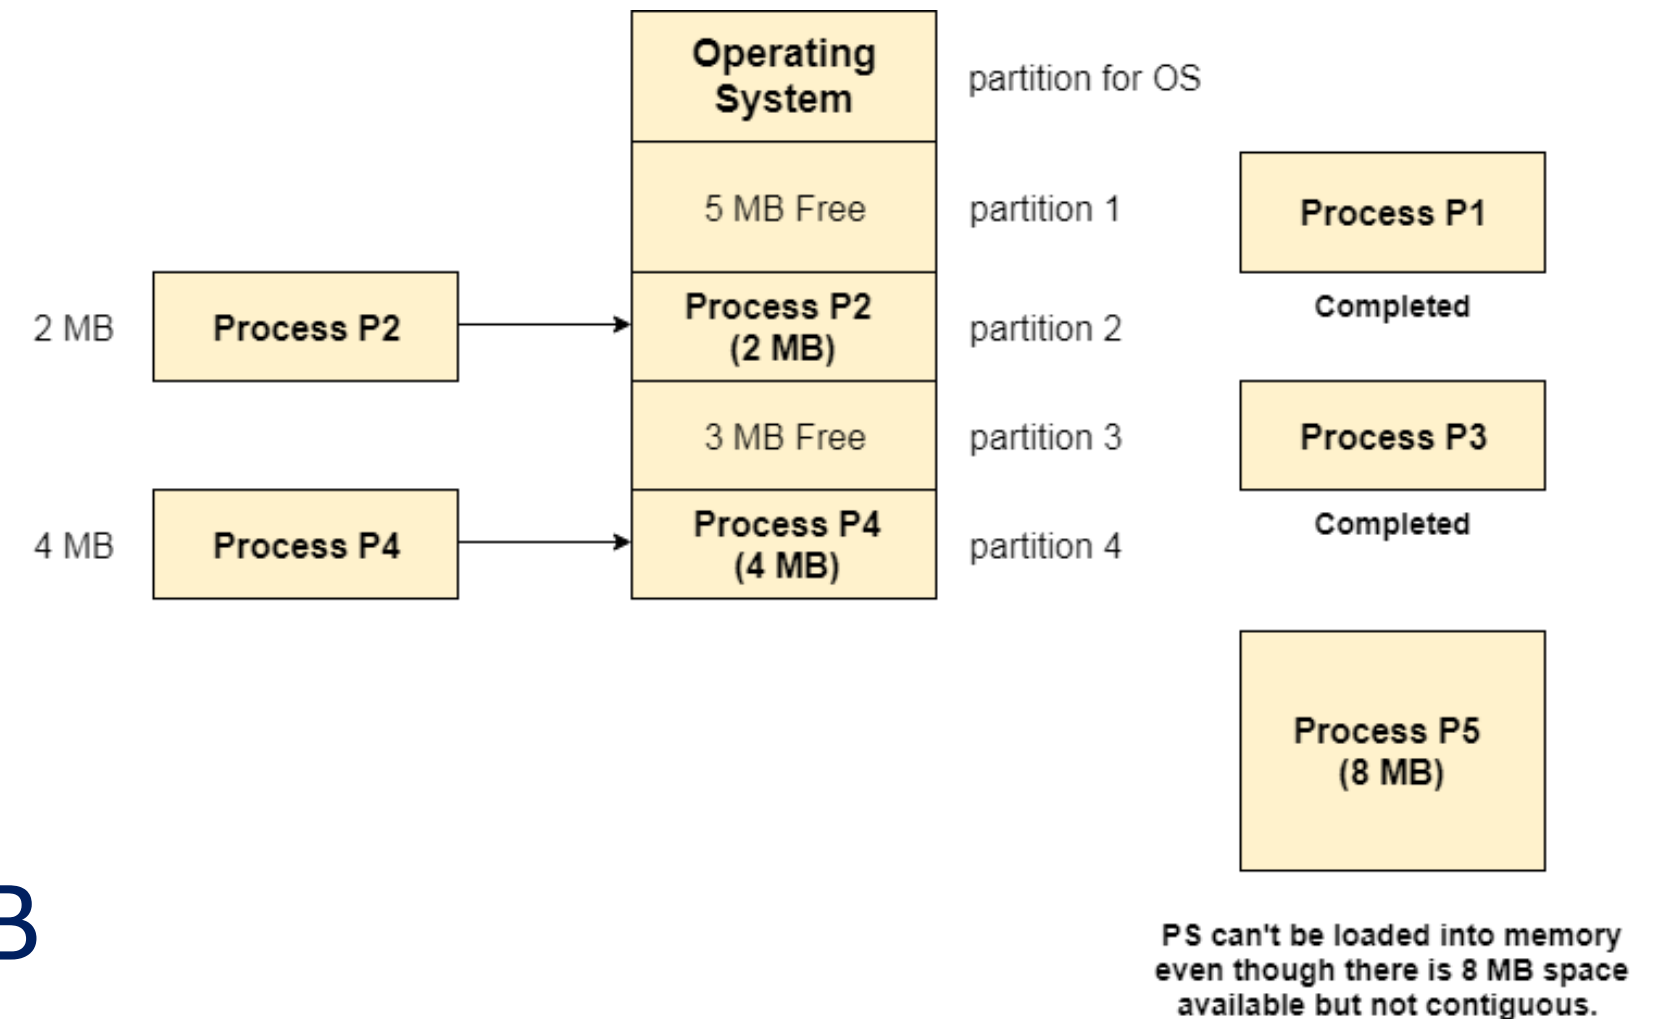 Operating
System
partition for OS
5 MB Free
partition 1
Process P1
Completed
2 MB
Process P2
Process P2
(2 MB)
partition 2
3 MB Free
partition 3
Process P3
Completed
4 MB
Process P4
Process P4
(4 MB)
partition 4
Process P5
(8 MB)
B
PS can't be loaded into memory
even though there is 8 MB space
available but not contiguous.